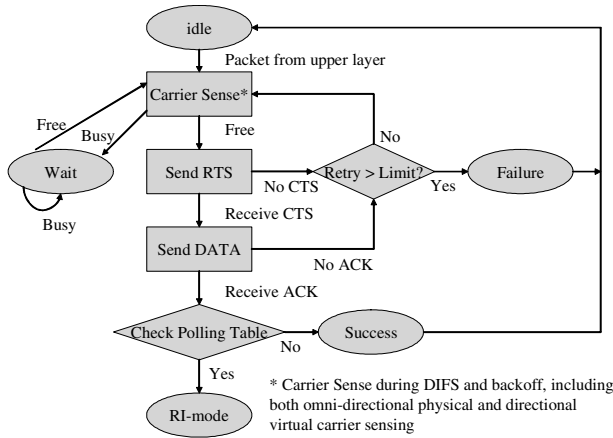 idle
Packet from upper layer
Carrier Sense*
Free
Busy
Free
No
Wait
Send RTS
No CTS
Retry > Limit?
Yes
Failure
Busy
Receive CTS
Send DATA
No ACK
Receive ACK
Check Polling Table
No
Success
Yes
RI-mode
* Carrier Sense during DIFS and backoff, including
both omni-directional physical and directional
virtual carrier sensing